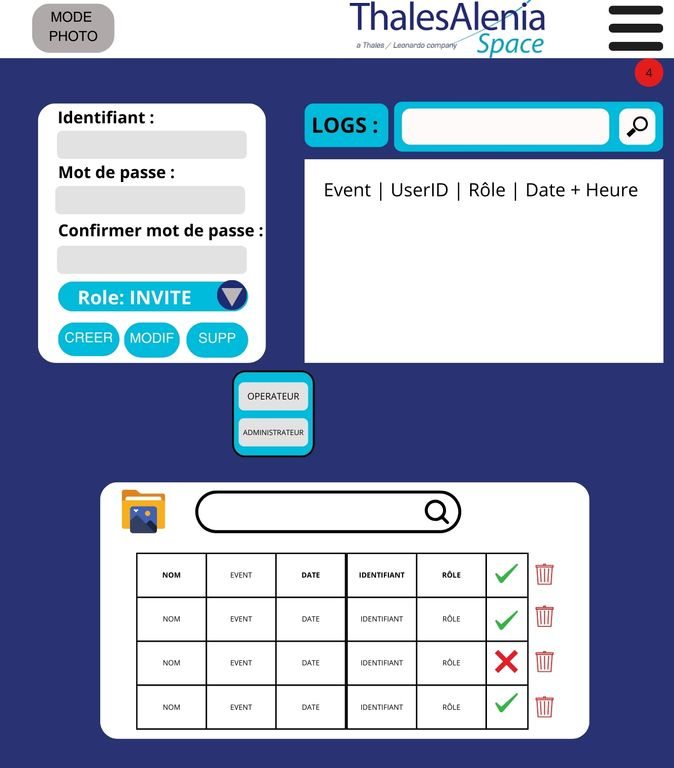 MODE
PHOTO
ThalesAlenia
a Thales / Leonardo company
Space
4
Identifiant :
Mot de passe :
Confirmer mot de passe :
Role: INVITE
CREER
MODIF
SUPP
OPERATEUR
ADMINISTRATEUR
LOGS :
Event | UserID | Rôle | Date + Heure
NOM EVENT DATE IDENTIFIANT RÔLE
NOM EVENT DATE IDENTIFIANT RÔLE
NOM EVENT DATE IDENTIFIANT RÔLE
NOM EVENT DATE IDENTIFIANT RÔLE